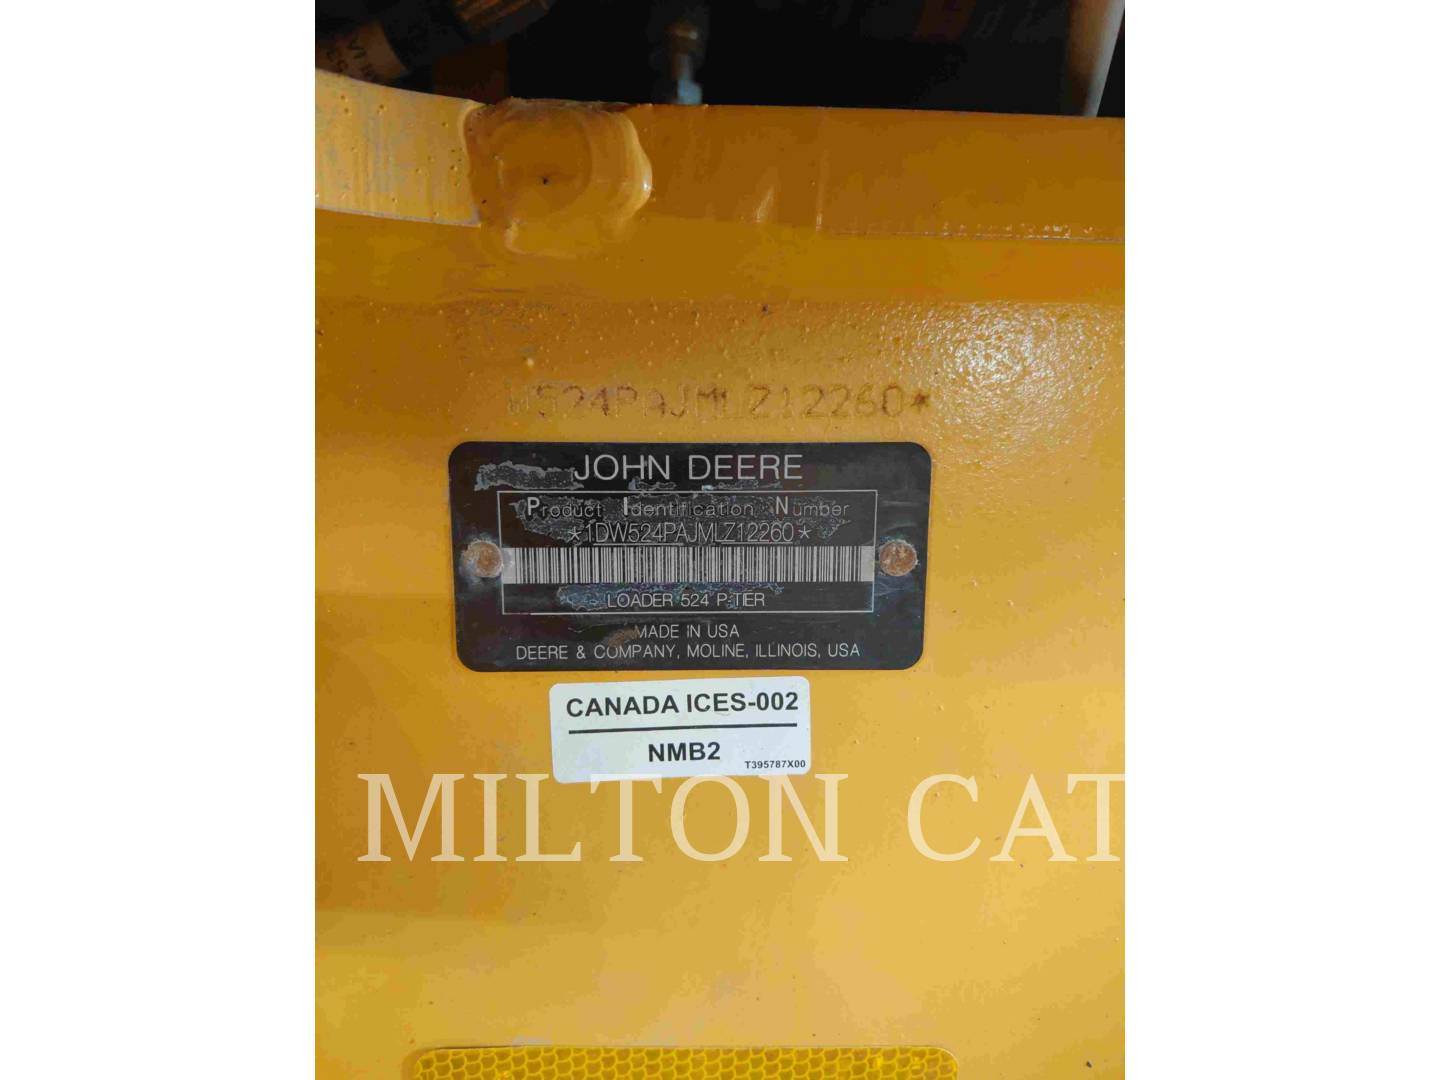 W524PAJMLZ12260*
JOHN DEERE
Product Identification Number
*1DW524PAJMLZ12260*
LOADER 524 P-TIER
MADE IN USA
DEERE & COMPANY, MOLINE, ILLINOIS, USA
CANADA ICES-002
NMB2
T395787X00
MILTON CAT